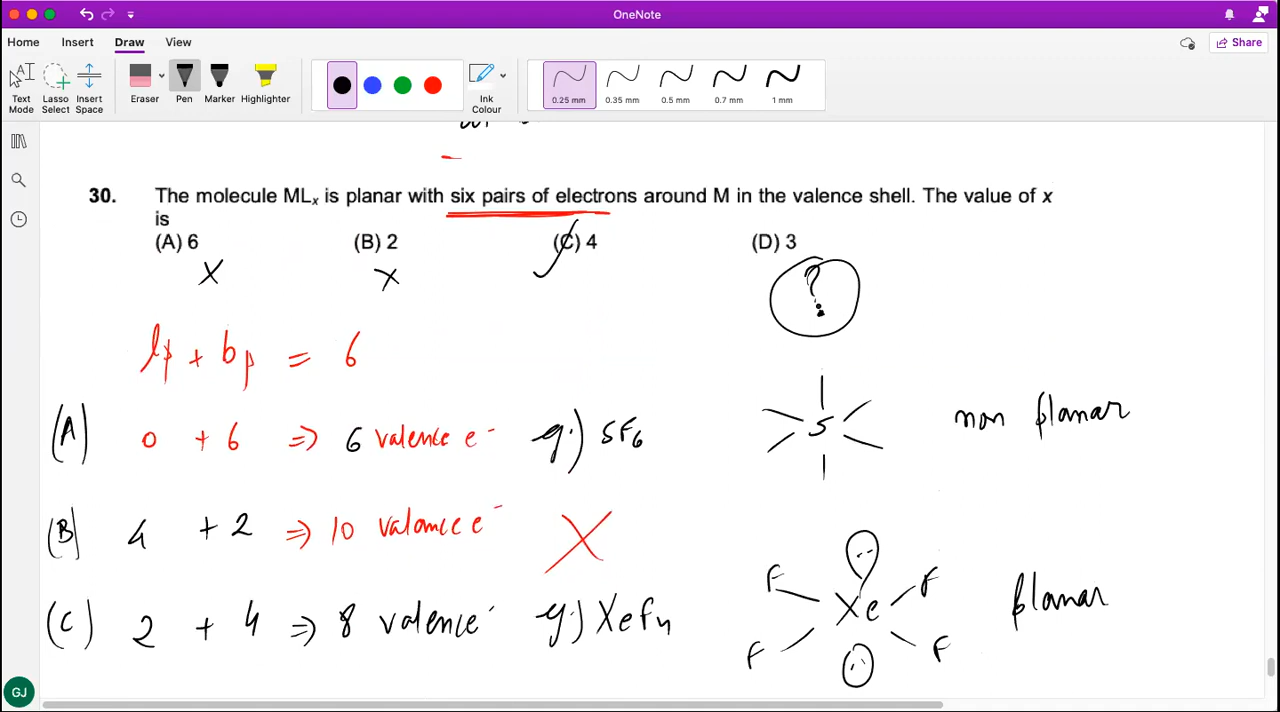 OneNote
Home Insert Draw View
Share
Text Mode
Lasso Select
Insert Space
Eraser
Pen
Marker
Highlighter
Ink Colour
0.25 mm
0.35 mm
0.5 mm
0.7 mm
1 mm
30. The molecule MLx is planar with six pairs of electrons around M in the valence shell. The value of x
is
(A) 6 (B) 2 (C) 4 (D) 3
X X ?
lp + bp = 6
(A) 0 + 6 => 6 valence e- eg:) SF6 S non planar
(B) 4 + 2 => 10 valance e- X
(C) 2 + 4 => 8 valence- eg:) XeF4 F Xe F F F planar
GJ